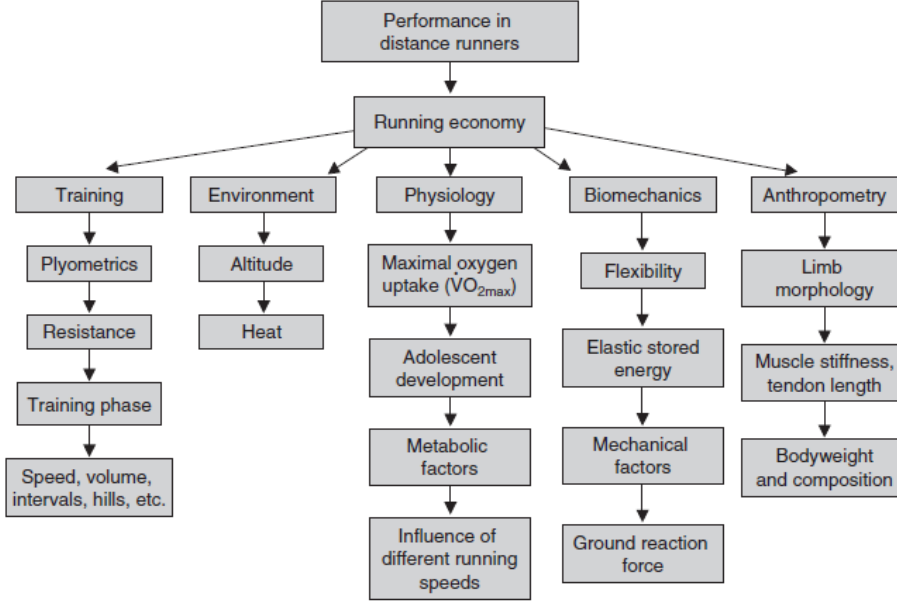 Performance in
distance runners
Running economy
Training
Plyometrics
Resistance
Training phase
Speed, volume,
intervals, hills, etc.
Environment
Altitude
Heat
Physiology
Maximal oxygen
uptake (V̇O2max)
Adolescent
development
Metabolic
factors
Influence of
different running
speeds
Biomechanics
Flexibility
Elastic stored
energy
Mechanical
factors
Ground reaction
force
Anthropometry
Limb
morphology
Muscle stiffness,
tendon length
Bodyweight
and composition